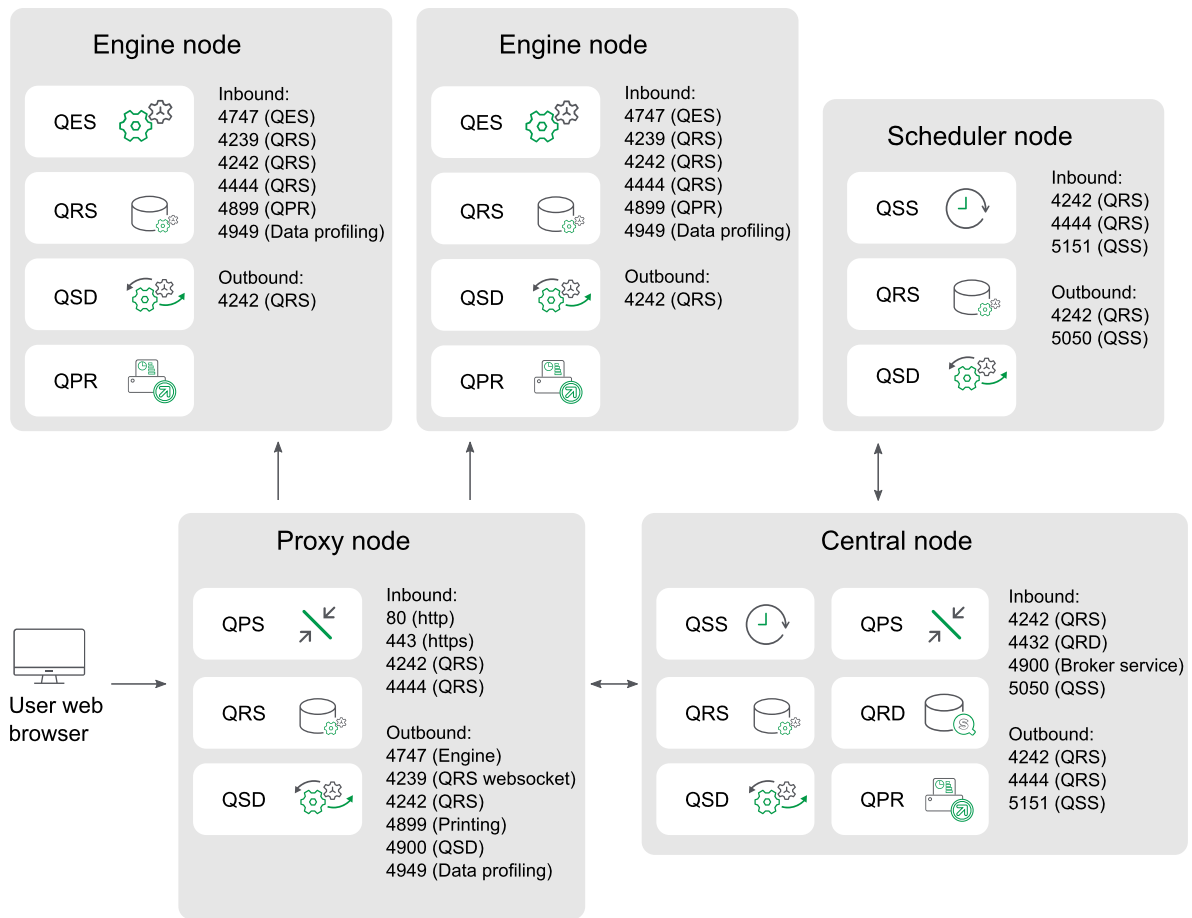 Engine node
QES
QRS
QSD
QPR
Inbound:
4747 (QES)
4239 (QRS)
4242 (QRS)
4444 (QRS)
4899 (QPR)
4949 (Data profiling)
Outbound:
4242 (QRS)
Engine node
QES
QRS
QSD
QPR
Inbound:
4747 (QES)
4239 (QRS)
4242 (QRS)
4444 (QRS)
4899 (QPR)
4949 (Data profiling)
Outbound:
4242 (QRS)
Scheduler node
QSS
QRS
QSD
Inbound:
4242 (QRS)
4444 (QRS)
5151 (QSS)
Outbound:
4242 (QRS)
5050 (QSS)
User web
browser
Proxy node
QPS
QRS
QSD
Inbound:
80 (http)
443 (https)
4242 (QRS)
4444 (QRS)
Outbound:
4747 (Engine)
4239 (QRS websocket)
4242 (QRS)
4899 (Printing)
4900 (QSD)
4949 (Data profiling)
Central node
QSS
QPS
QRS
QRD
QSD
QPR
Inbound:
4242 (QRS)
4432 (QRD)
4900 (Broker service)
5050 (QSS)
Outbound:
4242 (QRS)
4444 (QRS)
5151 (QSS)